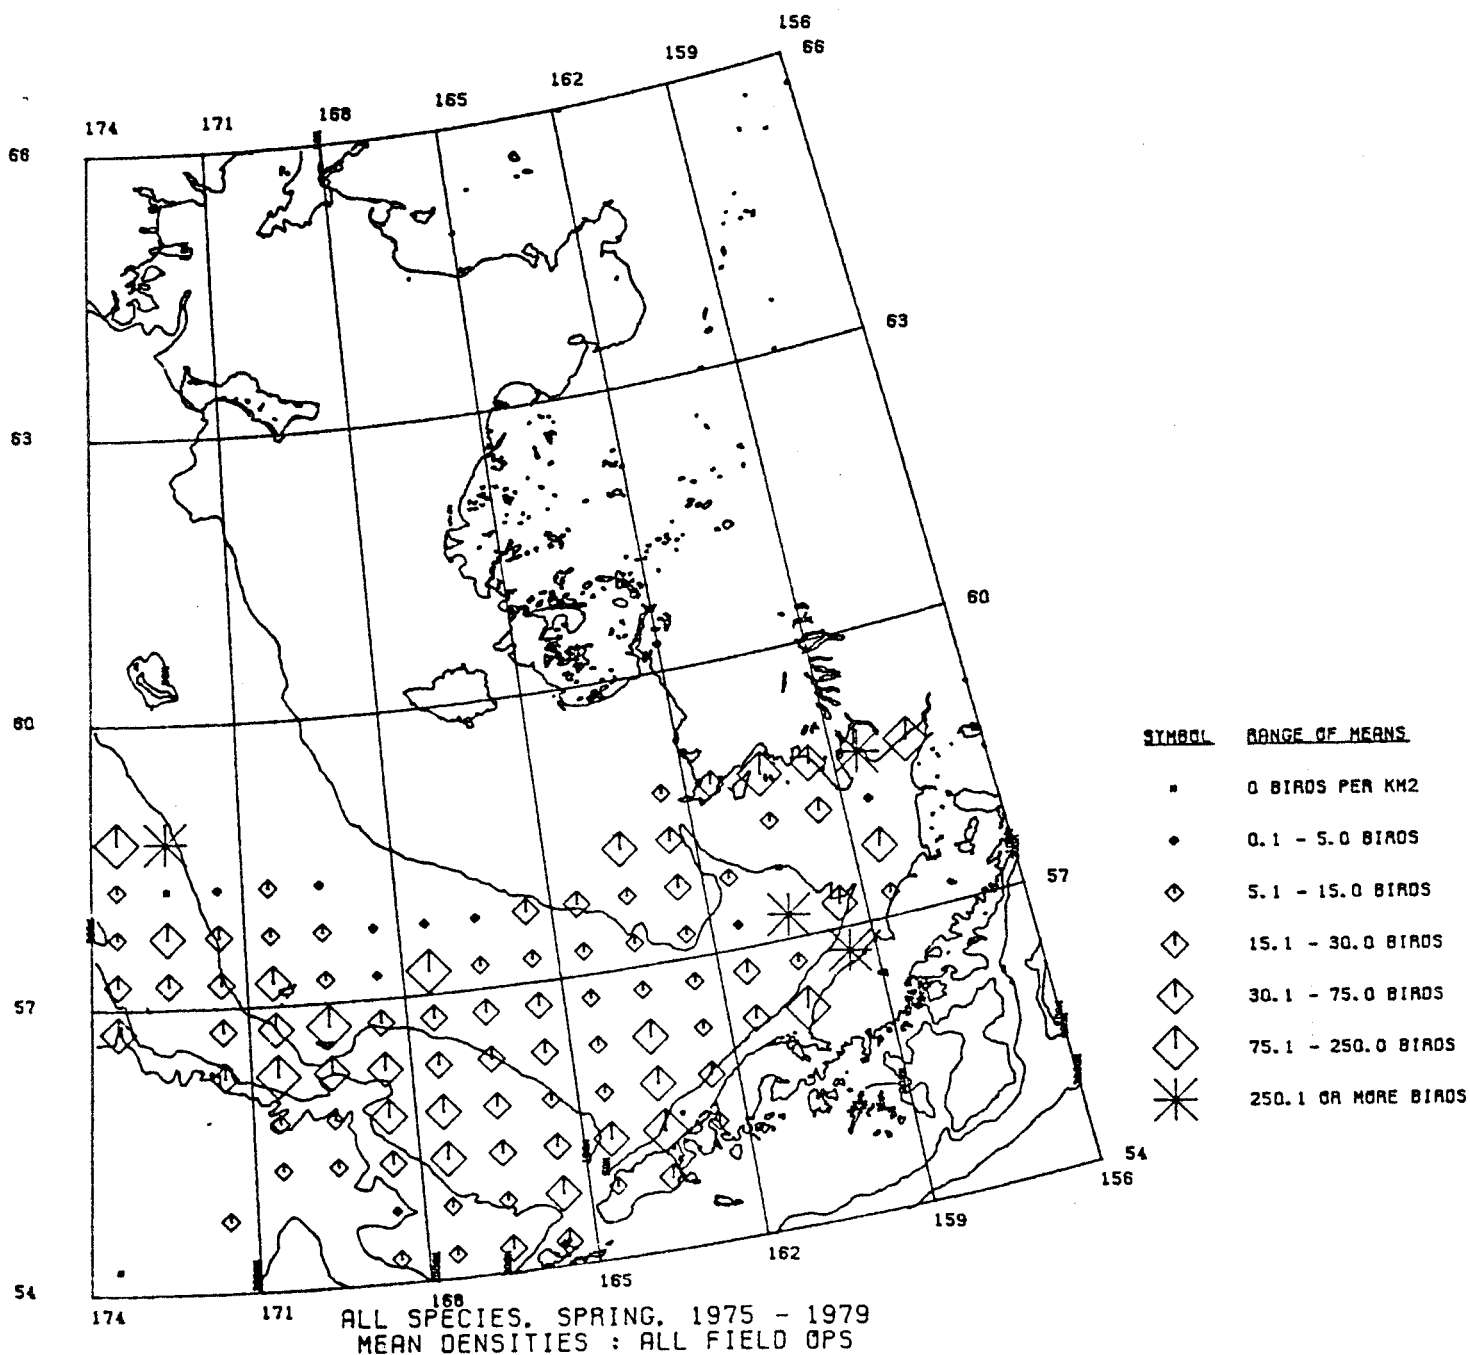 156
159 66
162
165
168
171
174
66
63
63
60
60
SYMBOL RANGE OF MEANS
0 BIRDS PER KM2
0.1 - 5.0 BIRDS
57
5.1 - 15.0 BIRDS
15.1 - 30.0 BIRDS
57
30.1 - 75.0 BIRDS
75.1 - 250.0 BIRDS
250.1 OR MORE BIRDS
54
156
159
162
165
54
174
171
168
ALL SPECIES, SPRING, 1975 - 1979
MEAN DENSITIES : ALL FIELD OPS